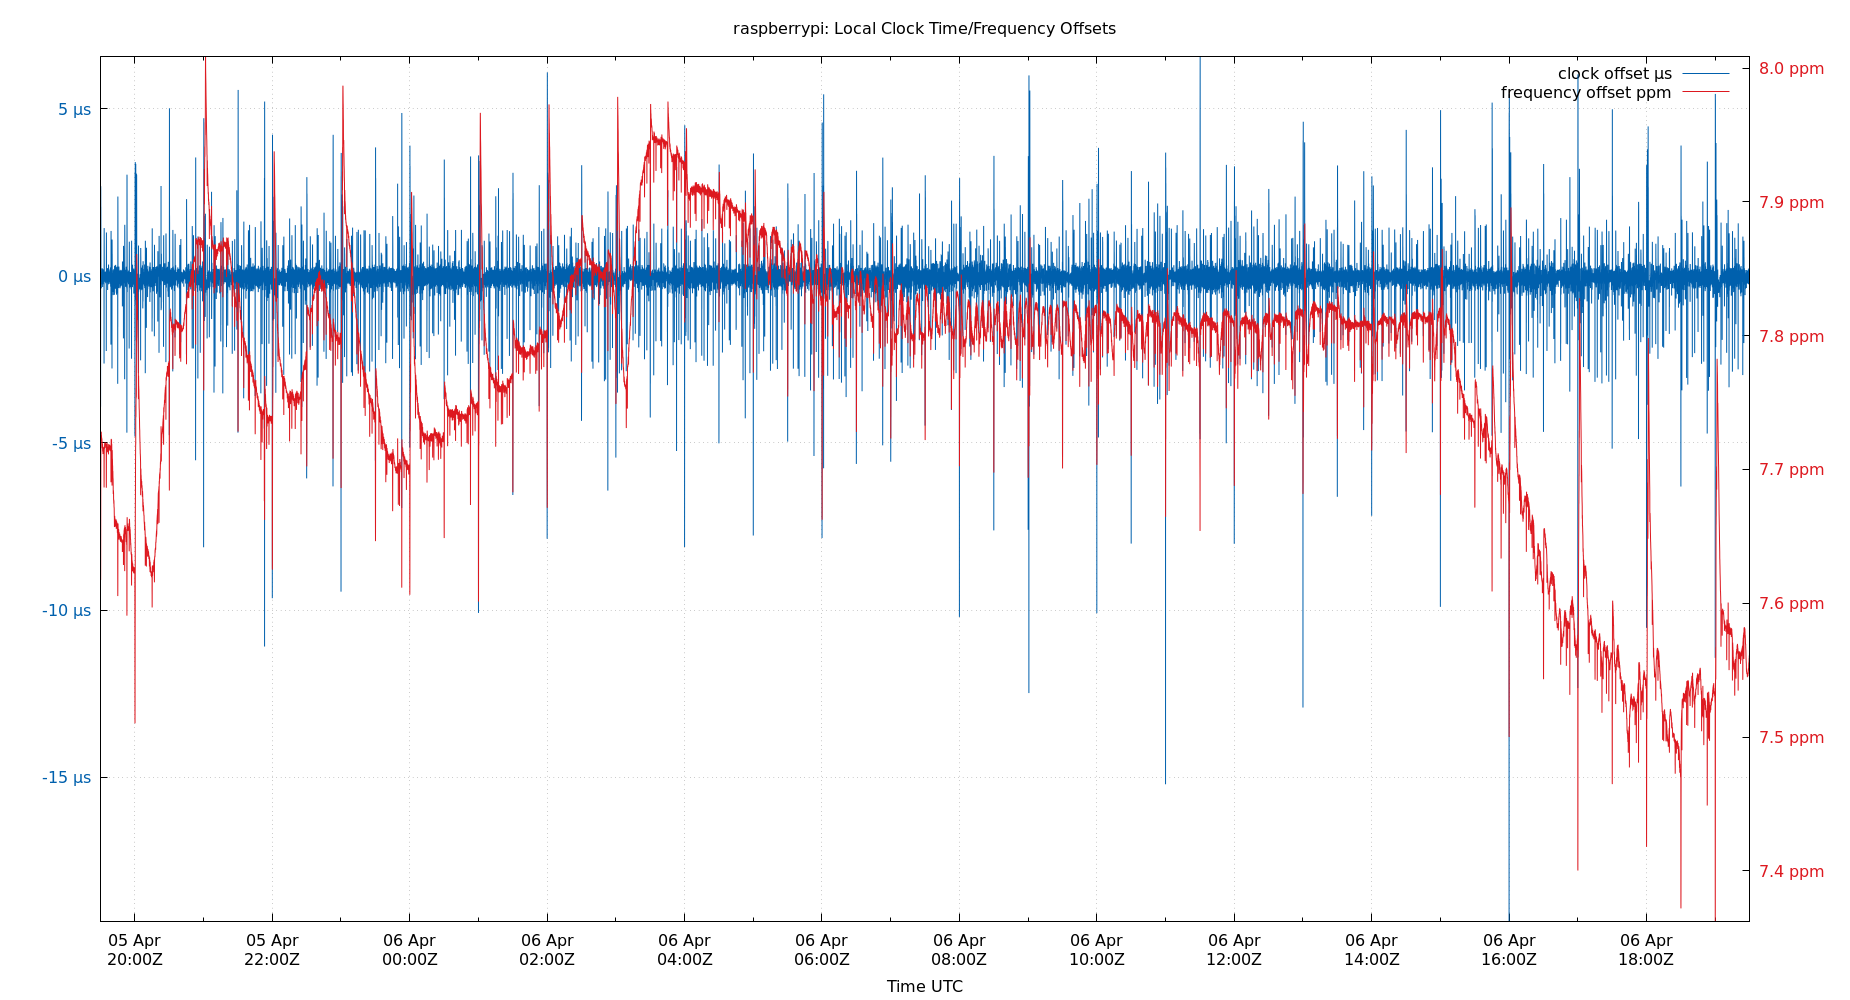 raspberrypi: Local Clock Time/Frequency Offsets
clock offset µs
frequency offset ppm
5 µs
0 µs
-5 µs
-10 µs
-15 µs
8.0 ppm
7.9 ppm
7.8 ppm
7.7 ppm
7.6 ppm
7.5 ppm
7.4 ppm
05 Apr 05 Apr 06 Apr 06 Apr 06 Apr 06 Apr 06 Apr 06 Apr 06 Apr 06 Apr 06 Apr 06 Apr
20:00Z 22:00Z 00:00Z 02:00Z 04:00Z 06:00Z 08:00Z 10:00Z 12:00Z 14:00Z 16:00Z 18:00Z
Time UTC